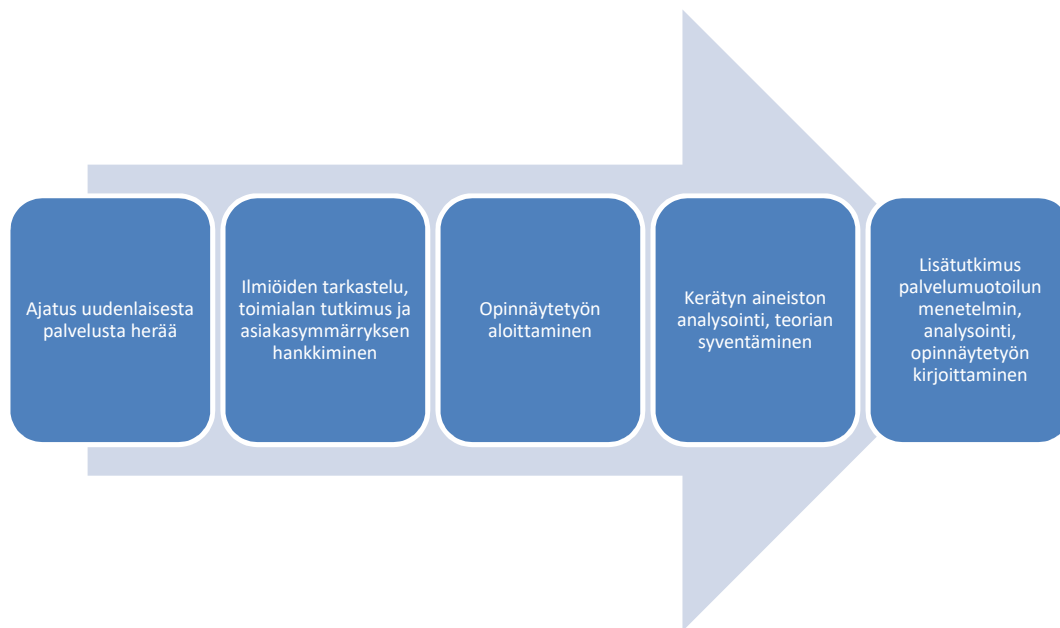 Ajatus uudenlaisesta
palvelusta herää
Ilmiöiden tarkastelu,
toimialan tutkimus ja
asiakasymmärryksen
hankkiminen
Opinnäytetyön
aloittaminen
Kerätyn aineiston
analysointi, teorian
syventäminen
Lisätutkimus
palvelumuotoilun
menetelmin,
analysointi,
opinnäytetyön
kirjoittaminen